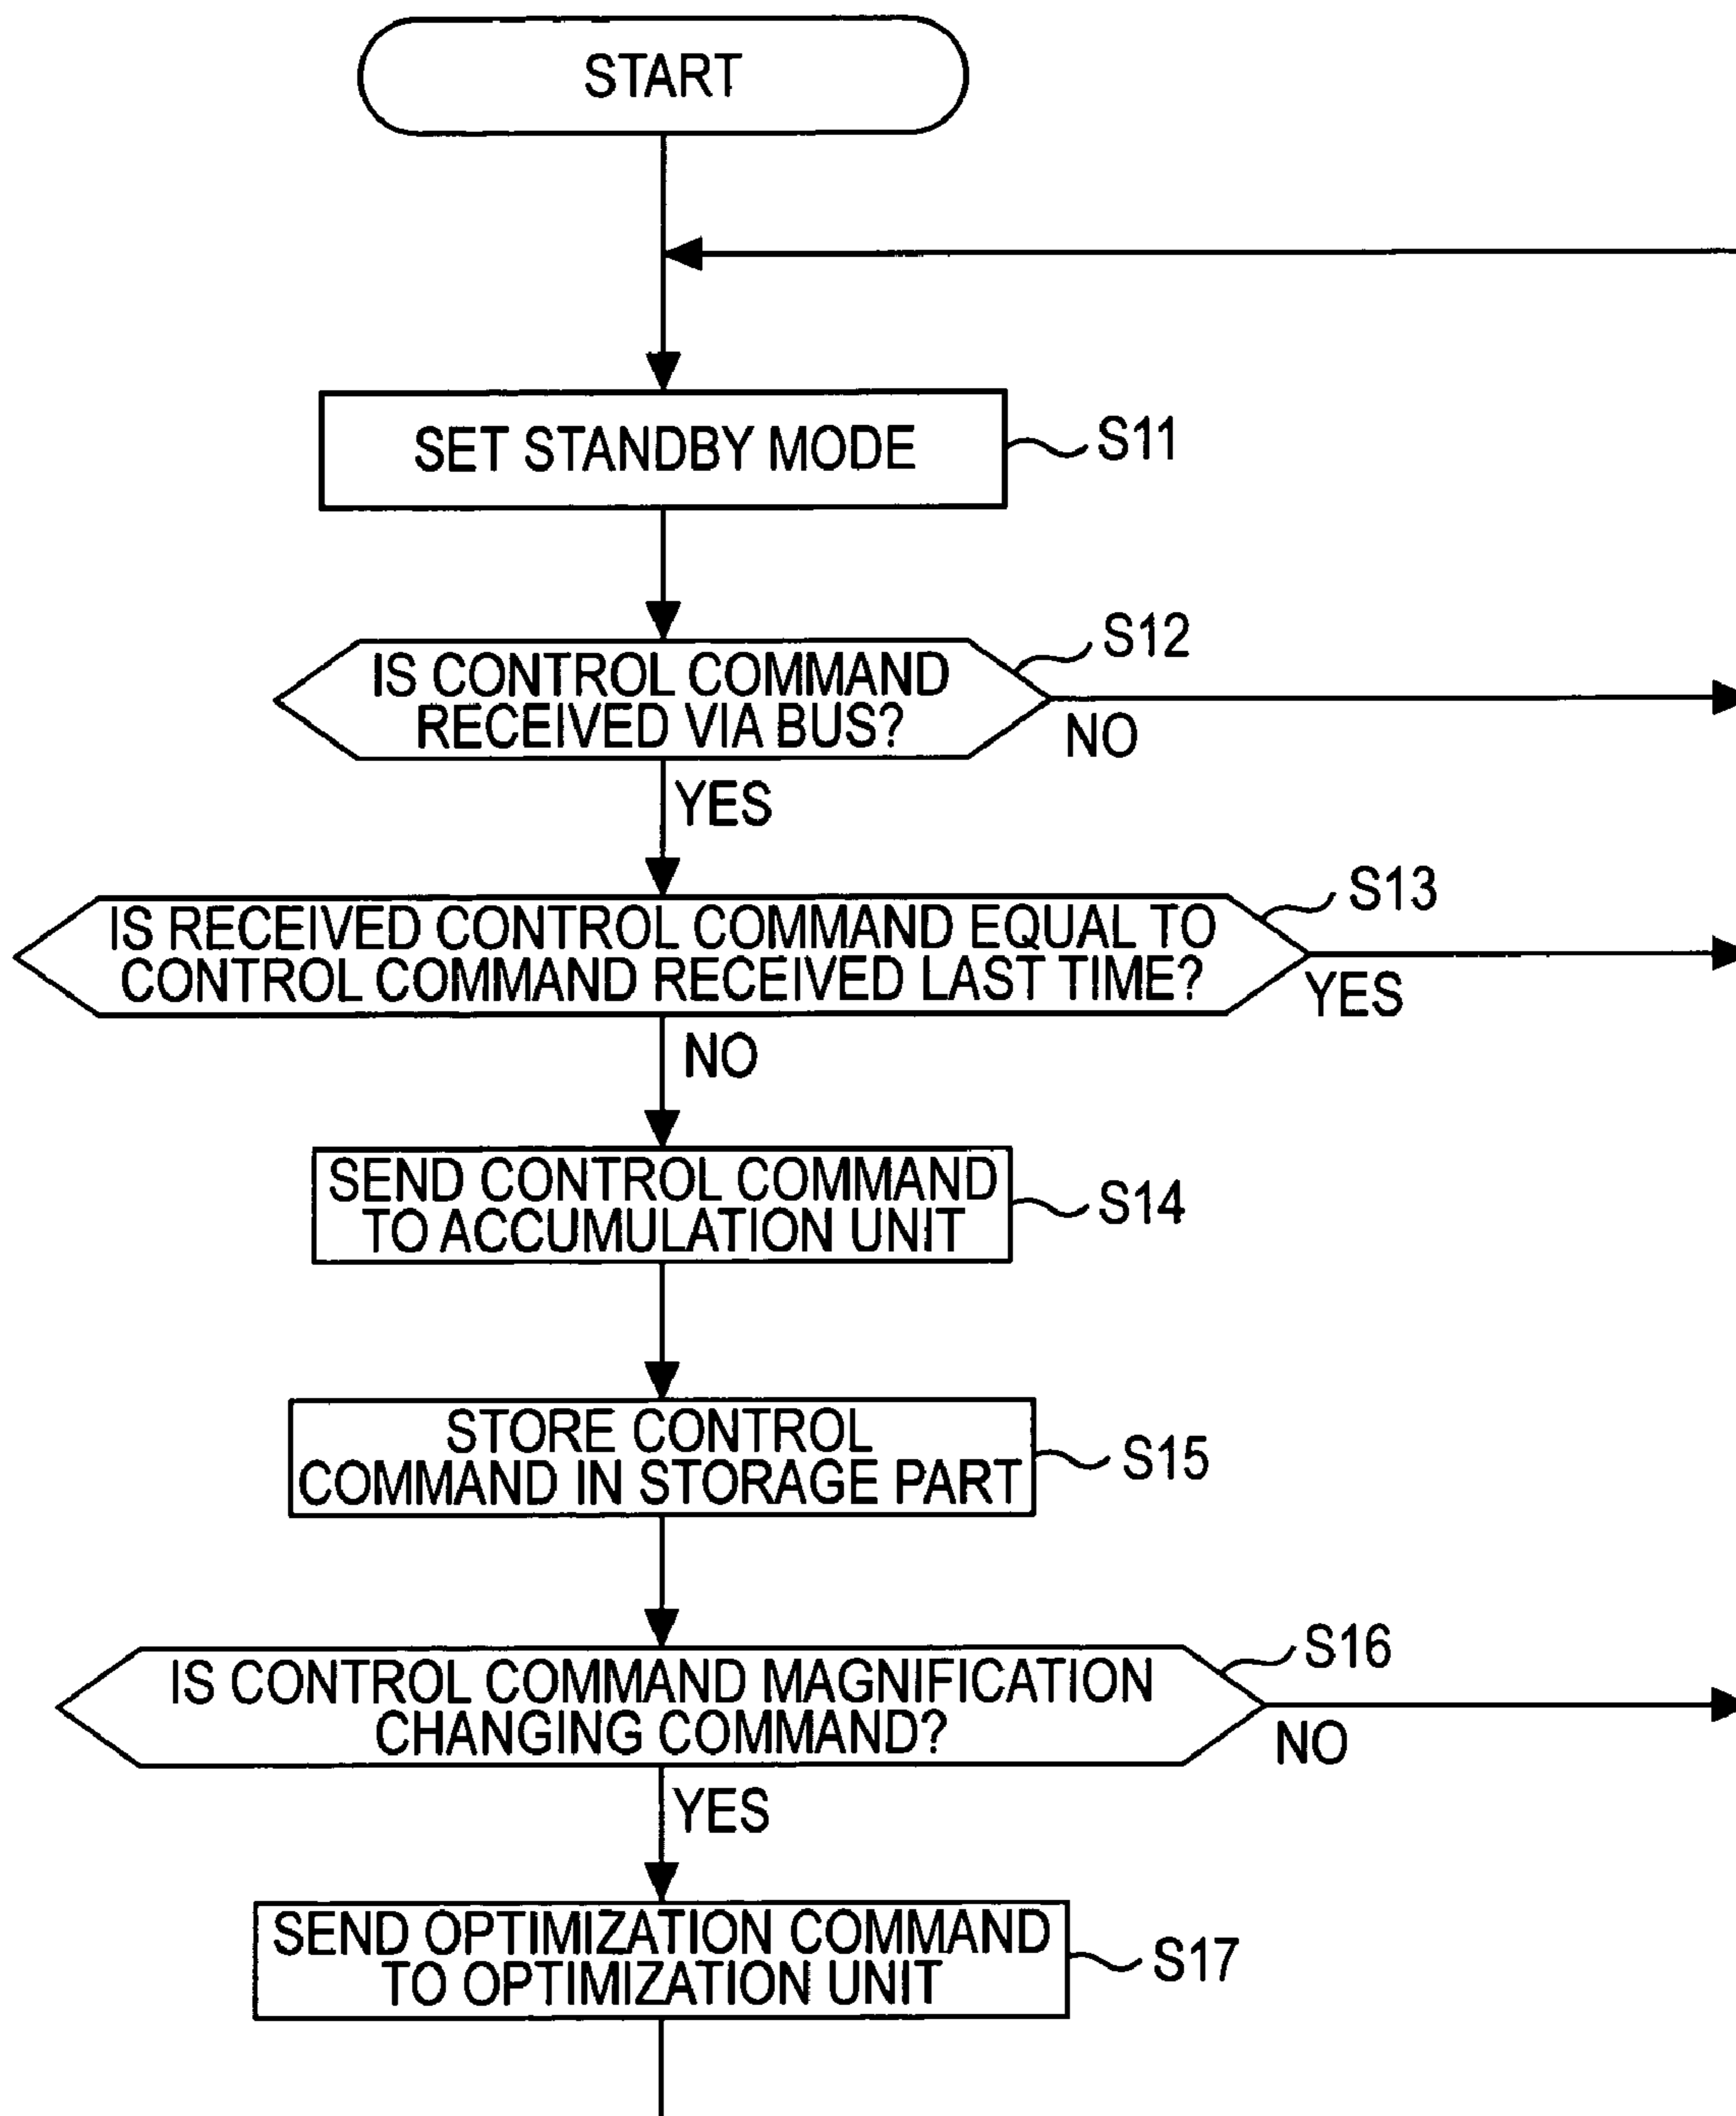 START
SET STANDBY MODE
S11
S12
IS CONTROL COMMAND
RECEIVED VIA BUS?
NO
YES
S13
IS RECEIVED CONTROL COMMAND EQUAL TO
CONTROL COMMAND RECEIVED LAST TIME?
YES
NO
SEND CONTROL COMMAND
TO ACCUMULATION UNIT
S14
STORE CONTROL
COMMAND IN STORAGE PART
S15
S16
IS CONTROL COMMAND MAGNIFICATION
CHANGING COMMAND?
NO
YES
SEND OPTIMIZATION COMMAND
TO OPTIMIZATION UNIT
S17